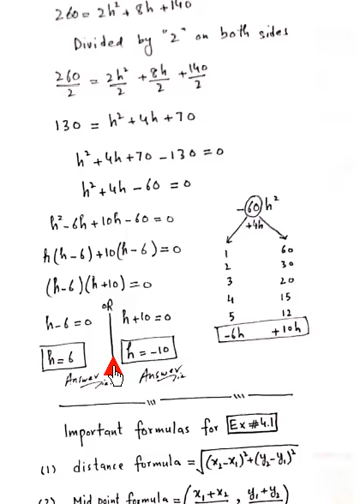 260 = 2h² + 8h + 140
Divided by "2" on both sides
260/2 = 2h²/2 + 8h/2 + 140/2
130 = h² + 4h + 70
h² + 4h + 70 - 130 = 0
h² + 4h - 60 = 0
h² - 6h + 10h - 60 = 0
h(h-6) + 10(h-6) = 0
(h-6)(h+10) = 0
OR
h - 6 = 0
h + 10 = 0
h = 6
h = -10
Answer
Answer
-60h²
+4h
1 60
2 30
3 20
4 15
5 12
-6h +10h
Important formulas for Ex # 4.1
(1) distance formula = √(x₂-x₁)² + (y₂-y₁)²
(2) Mid point formula = (x₁+x₂ , y₁+y₂